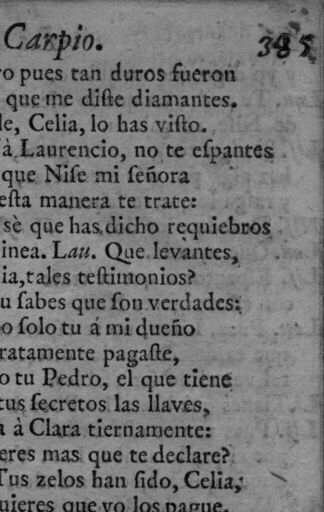 Carpio. 385
ro pues tan duros fueron
que me diſte diamantes.
le, Celia, lo has viſto.
à Laurencio, no te eſpantes
que Niſe mi ſeñora
eſta manera te trate:
sè que has dicho requiebros
inea. Lau. Que levàntes,
ia, tales teſtimonios?
u ſabes que ſon verdades:
o ſolo tu á mi dueño
ratamente pagaſte,
o tu Pedro, el que tiene
tus ſecretos las llaves,
a à Clara tiernamente:
eres mas que te declare?
Tus zelos han ſido, Celia,
uieres que yo los pague.